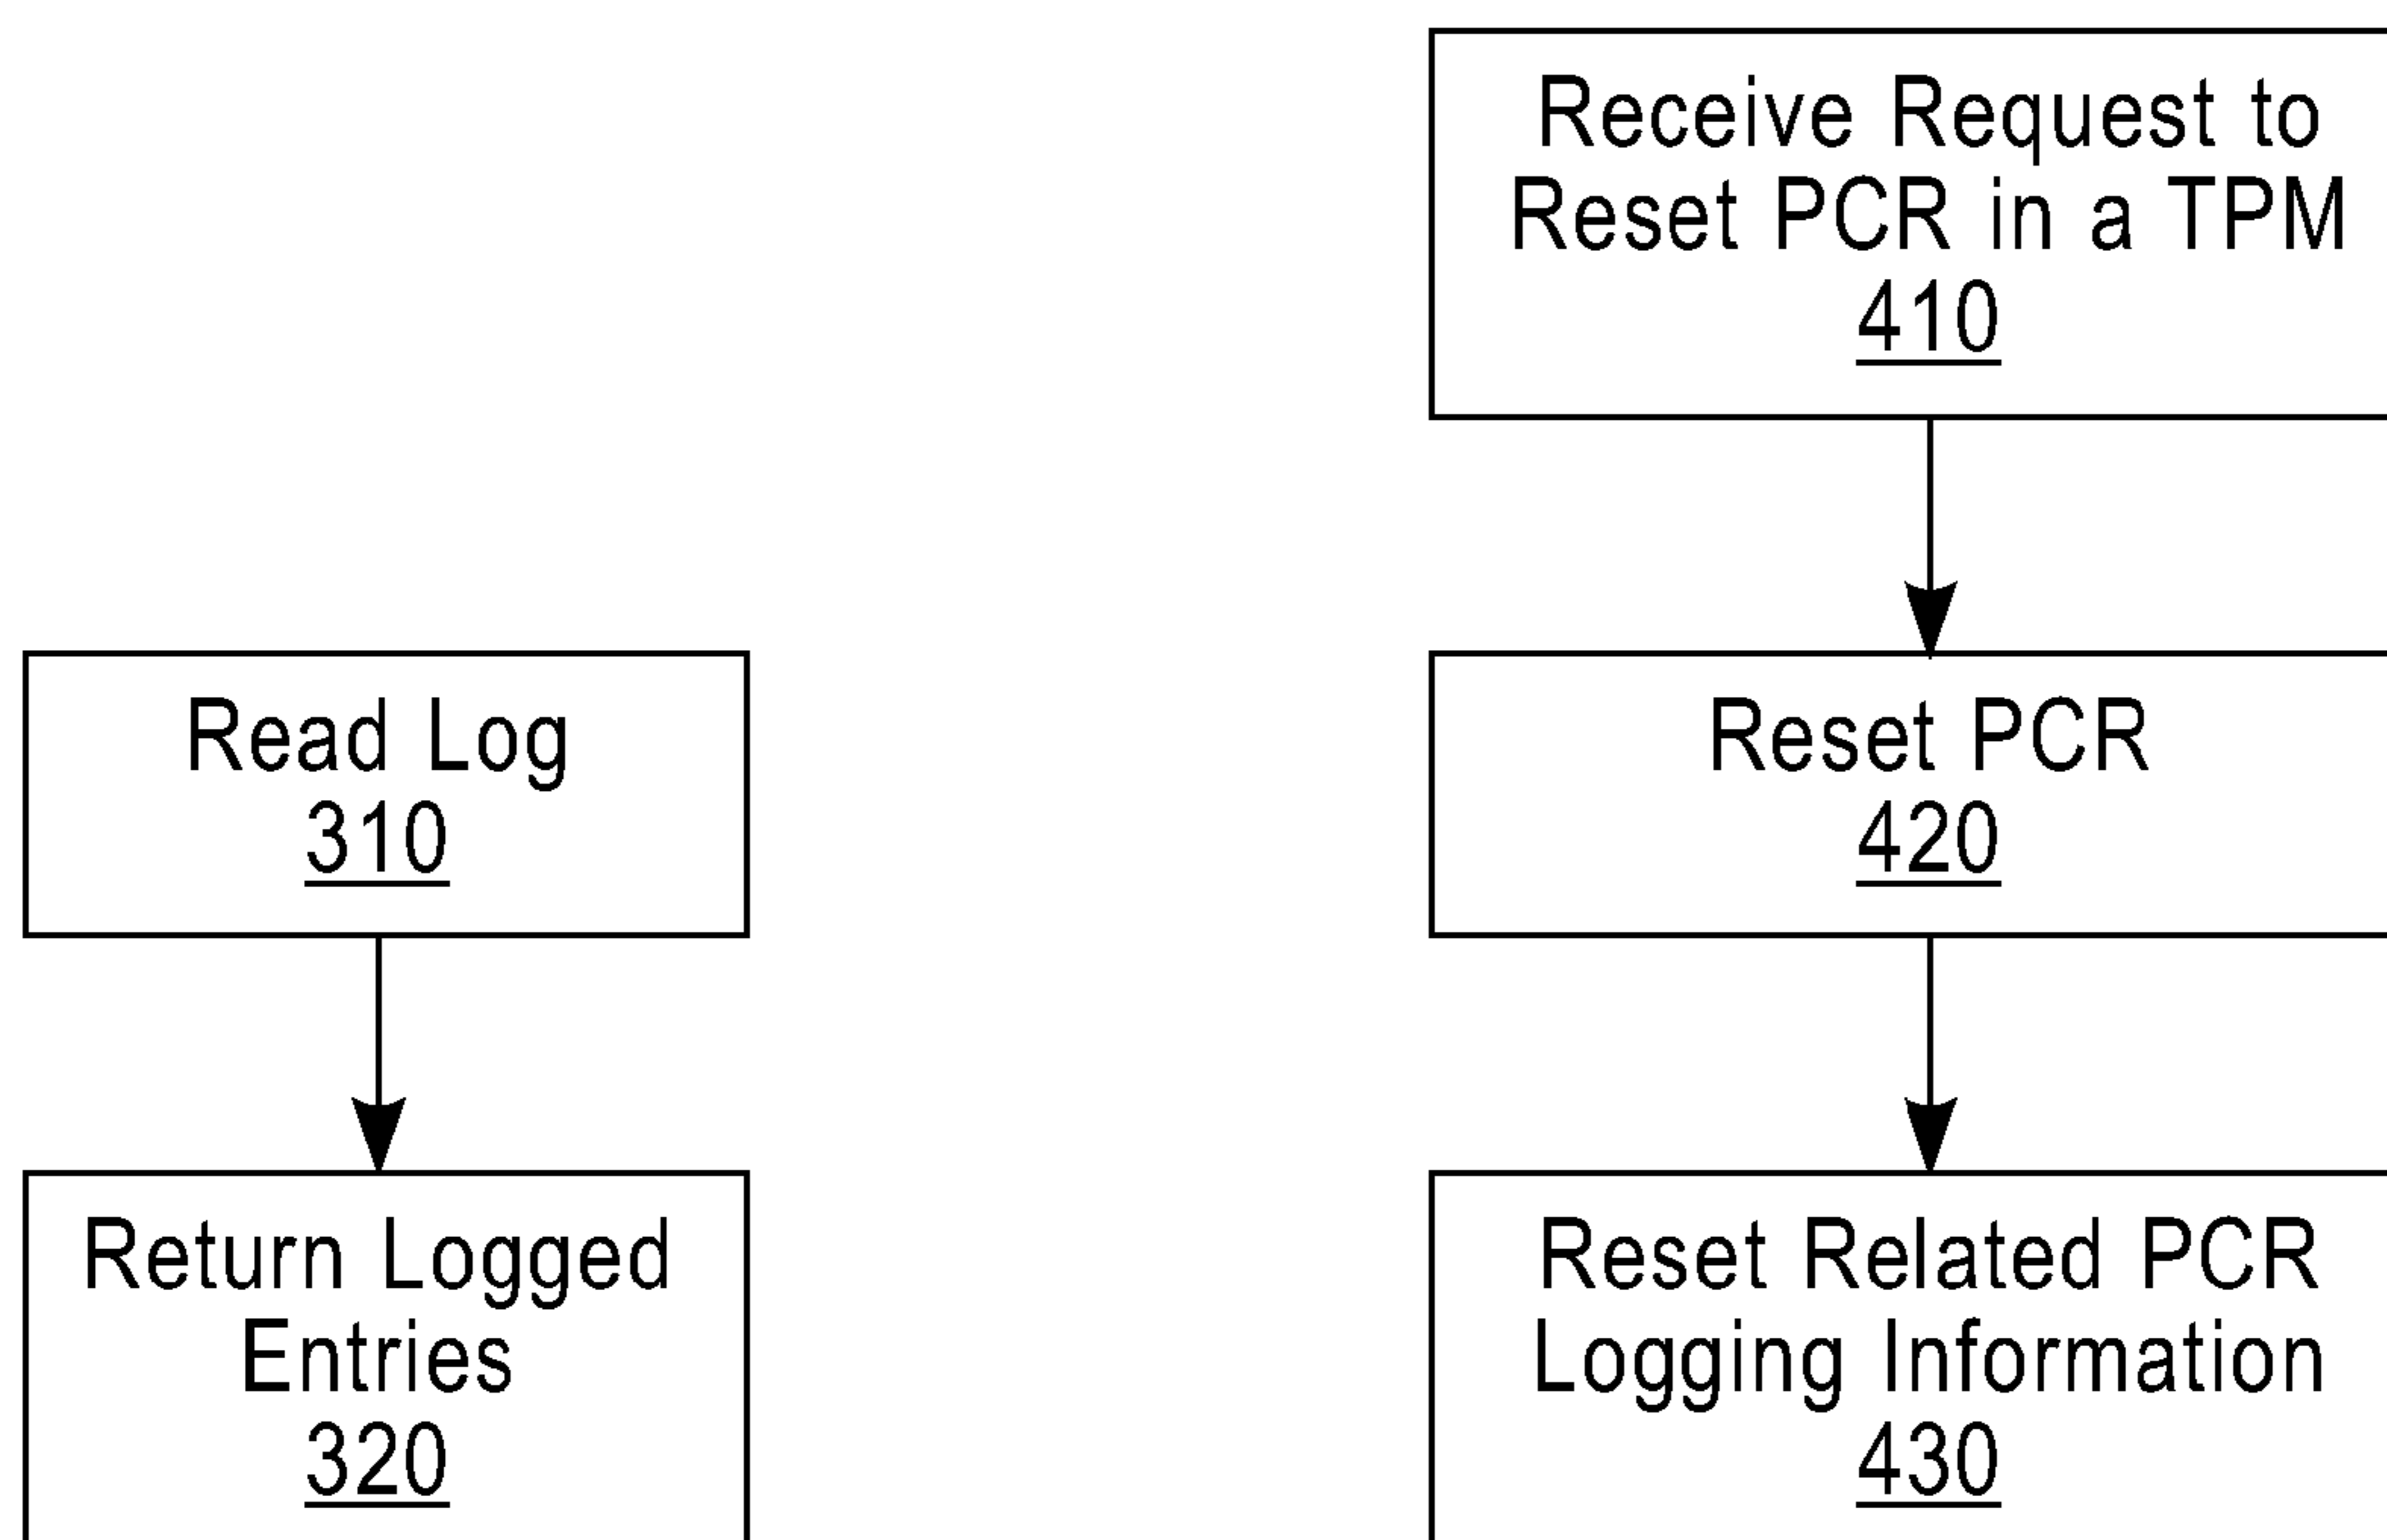 Read Log
310
Return Logged
Entries
320
Receive Request to
Reset PCR in a TPM
410
Reset PCR
420
Reset Related PCR
Logging Information
430